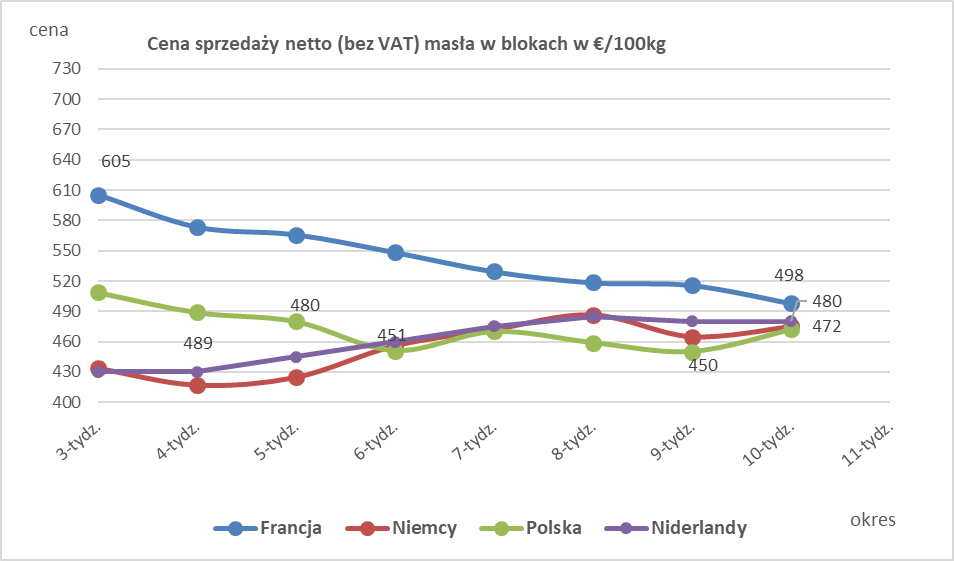 cena
Cena sprzedaży netto (bez VAT) masła w blokach w €/100kg
730
700
670
640
610
580
550
520
490
460
430
400
605
489
480
451
450
498
480
472
3-tydz.
4-tydz.
5-tydz.
6-tydz.
7-tydz.
8-tydz.
9-tydz.
10-tydz.
11-tydz.
okres
Francja Niemcy Polska Niderlandy